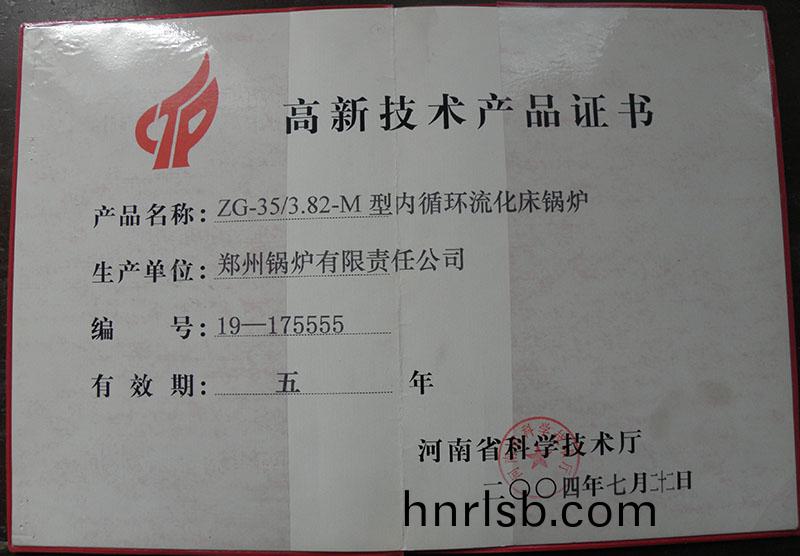 CTP
高新技术产品证书
产品名称：ZG-35/3.82-M 型内循环流化床锅炉
生产单位：郑州锅炉有限责任公司
编 号：19—175555
有效期： 五 年
河南省科学技术厅
二〇〇四年七月二十二日
hnrlsb.com